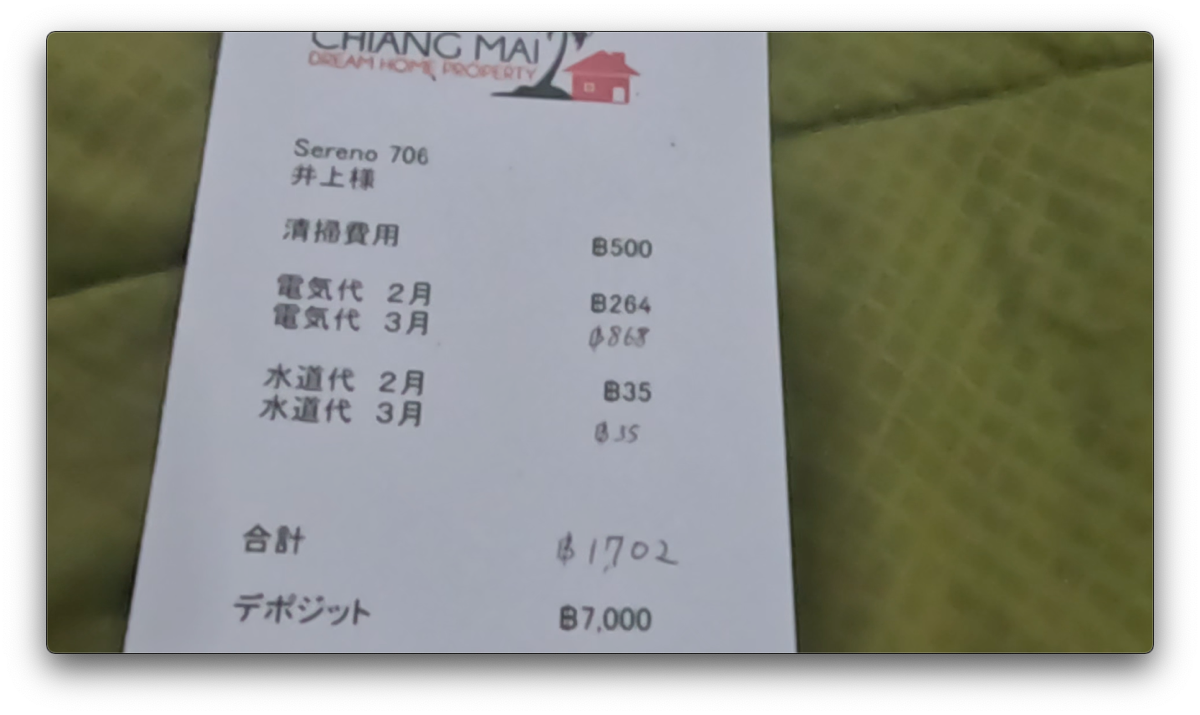 CHIANG MAI
DREAM HOME PROPERTY
Sereno 706
井上様
清掃費用 ฿500
電気代 2月 ฿264
電気代 3月 ฿868
水道代 2月 ฿35
水道代 3月 ฿35
合計 ฿1,702
デポジット ฿7,000